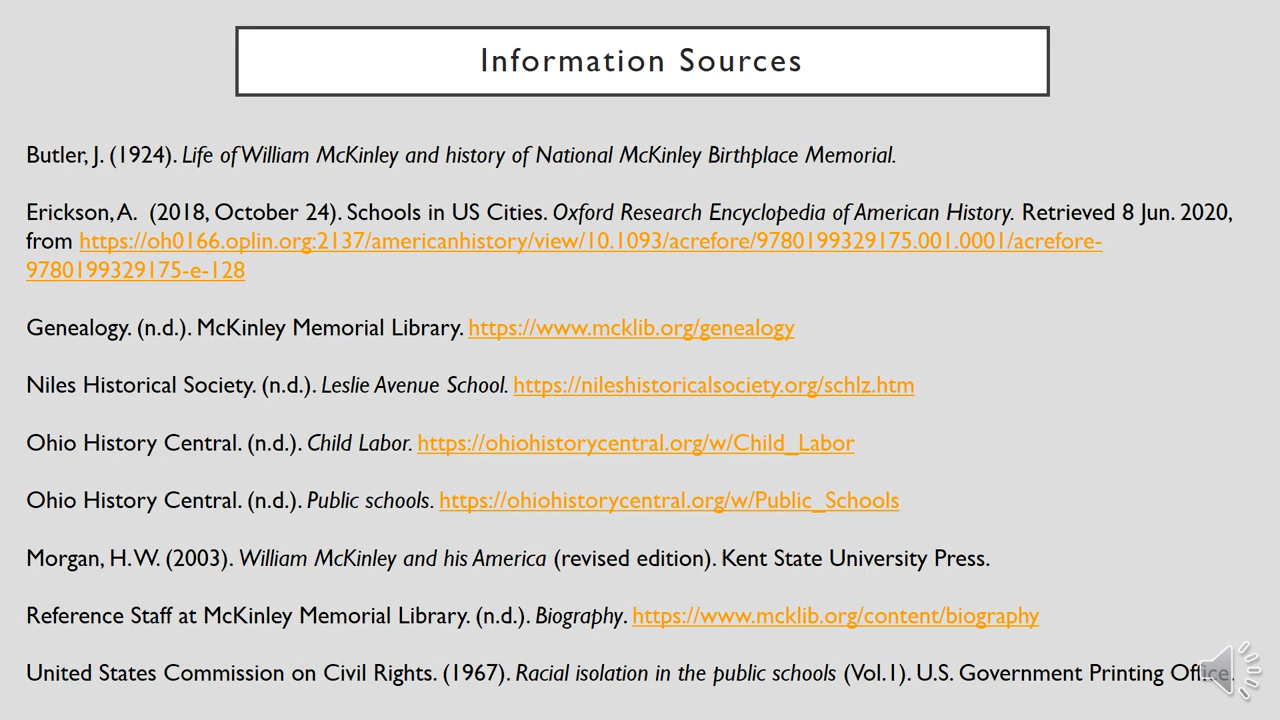 Information Sources
Butler, J. (1924). Life of William McKinley and history of National McKinley Birthplace Memorial.
Erickson, A. (2018, October 24). Schools in US Cities. Oxford Research Encyclopedia of American History. Retrieved 8 Jun. 2020,
from https://oh0166.oplin.org:2137/americanhistory/view/10.1093/acrefore/9780199329175.001.0001/acrefore-
9780199329175-e-128
Genealogy. (n.d.). McKinley Memorial Library. https://www.mcklib.org/genealogy
Niles Historical Society. (n.d.). Leslie Avenue School. https://nileshistoricalsociety.org/schlz.htm
Ohio History Central. (n.d.). Child Labor. https://ohiohistorycentral.org/w/Child_Labor
Ohio History Central. (n.d.). Public schools. https://ohiohistorycentral.org/w/Public_Schools
Morgan, H. W. (2003). William McKinley and his America (revised edition). Kent State University Press.
Reference Staff at McKinley Memorial Library. (n.d.). Biography. https://www.mcklib.org/content/biography
United States Commission on Civil Rights. (1967). Racial isolation in the public schools (Vol.1). U.S. Government Printing Office.